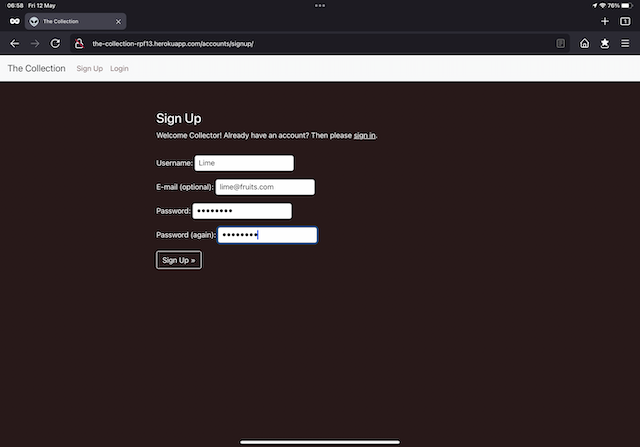 06:58 Fri 12 May
76%
The Collection
1
the-collection-rpf13.herokuapp.com/accounts/signup/
The Collection Sign Up Login
Sign Up
Welcome Collector! Already have an account? Then please sign in.
Username: Lime
E-mail (optional): lime@fruits.com
Password: ••••••••
Password (again): ••••••••
Sign Up »